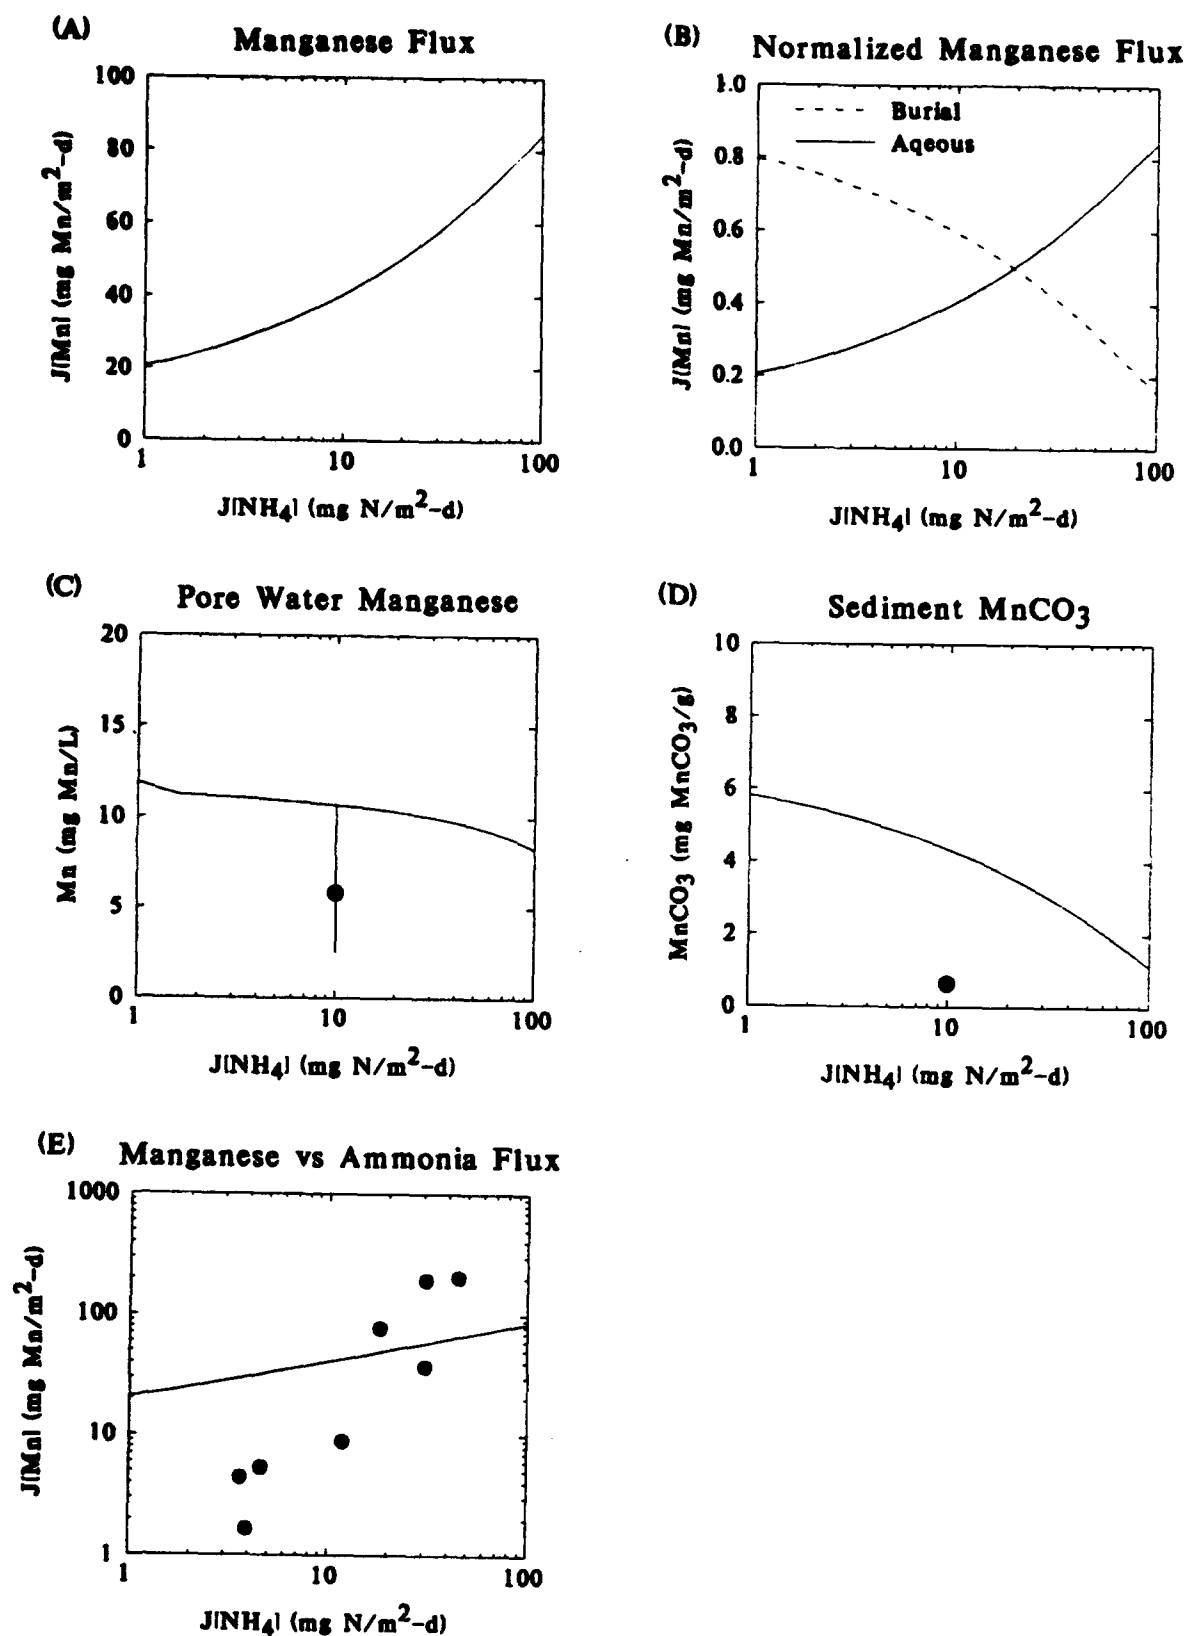 (A)
Manganese Flux
100
80
60
40
20
0
J[Mn] (mg Mn/m²-d)
1 10 100
J[NH₄] (mg N/m²-d)
(B)
Normalized Manganese Flux
1.0
0.8
0.6
0.4
0.2
0.0
Burial
Aqeous
J[Mn] (mg Mn/m²-d)
1 10 100
J[NH₄] (mg N/m²-d)
(C)
Pore Water Manganese
20
15
10
5
0
Mn (mg Mn/L)
1 10 100
J[NH₄] (mg N/m²-d)
(D)
Sediment MnCO₃
10
8
6
4
2
0
MnCO₃ (mg MnCO₃/g)
1 10 100
J[NH₄] (mg N/m²-d)
(E)
Manganese vs Ammonia Flux
1000
100
10
1
J[Mn] (mg Mn/m²-d)
1 10 100
J[NH₄] (mg N/m²-d)